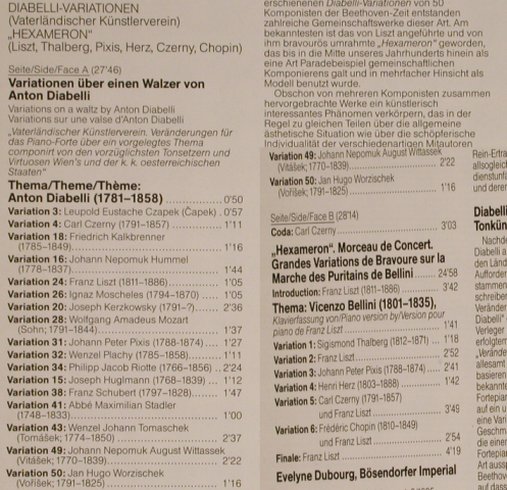 DIABELLI-VARIATIONEN
(Vaterländischer Künstlerverein)
„HEXAMERON"
(Liszt, Thalberg, Pixis, Herz, Czerny, Chopin)
Seite/Side/Face A (27'46)
Variationen über einen Walzer von
Anton Diabelli
Variations on a waltz by Anton Diabelli
Variations sur une valse d'Anton Diabelli
„Vaterländischer Künstlerverein. Veränderungen für
das Piano-Forte über ein vorgelegtes Thema
componirt von den vorzüglichsten Tonsetzern und
Virtuosen Wien's und der k. k. oesterreichischen
Staaten"
Thema/Theme/Thème:
Anton Diabelli (1781–1858) 0'50
Variation 3: Leupold Eustache Czapek (Čapek) . 0'57
Variation 4: Carl Czerny (1791–1857) 1'11
Variation 18: Friedrich Kalkbrenner
(1785–1849) 1'16
Variation 16: Johann Nepomuk Hummel
(1778–1837) 1'44
Variation 24: Franz Liszt (1811–1886) 1'05
Variation 26: Ignaz Moscheles (1794–1870) 1'05
Variation 20: Joseph Kerzkowsky (1791–?) 2'36
Variation 28: Wolfgang Amadeus Mozart
(Sohn; 1791–1844) 1'37
Variation 31: Johann Peter Pixis (1788–1874) 1'27
Variation 32: Wenzel Plachy (1785–1858) 1'11
Variation 34: Philipp Jacob Riotte (1766–1856) .. 2'24
Variation 15: Joseph Huglmann (1768–1839) ... 1'12
Variation 38: Franz Schubert (1797–1828) 1'47
Variation 41: Abbé Maximilian Stadler
(1748–1833) 1'00
Variation 43: Wenzel Johann Tomaschek
(Tomášek; 1774–1850) 2'37
Variation 49: Johann Nepomuk August Wittassek
(Vitášek; 1770–1839) 2'22
Variation 50: Jan Hugo Worzischek
(Voříšek; 1791–1825) 1'16
erschienenen Diabelli-Variationen von 50
Komponisten der Beethoven-Zeit entstanden
zahlreiche Gemeinschaftswerke dieser Art. Am
bekanntesten ist das von Liszt angeführte und von
ihm bravourös umrahmte „Hexameron" geworden,
das bis in die Mitte unseres Jahrhunderts hinein als
eine Art Paradebeispiel gemeinschaftlichen
Komponierens galt und in mehrfacher Hinsicht als
Modell benutzt wurde.
Obschon von mehreren Komponisten zusammen
hervorgebrachte Werke ein künstlerisch
interessantes Phänomen verkörpern, das in der
Regel zu gleichen Teilen über die allgemeine
ästhetische Situation wie über die schöpferische
Individualität der verschiedenartigen Mitautoren
Variation 49: Johann Nepomuk August Wittassek
(Vitášek; 1770–1839) 2'22
Variation 50: Jan Hugo Worzischek
(Voříšek; 1791–1825) 1'16
Seite/Side/Face B (28'14)
Coda: Carl Czerny 3'03
„Hexameron". Morceau de Concert.
Grandes Variations de Bravoure sur la
Marche des Puritains de Bellini 24'58
Introduction: Franz Liszt (1811–1886) 3'42
Thema: Vicenzo Bellini (1801–1835),
Klavierfassung von/Piano version by/Version pour
piano de Franz Liszt 1'41
Variation 1: Sigismond Thalberg (1812–1871) 1'18
Variation 2: Franz Liszt 2'52
Variation 3: Johann Peter Pixis (1788–1874) 2'41
Variation 4: Henri Herz (1803–1888) 1'42
Variation 5: Carl Czerny (1791–1857)
und Franz Liszt 3'49
Variation 6: Frédéric Chopin (1810–1849)
und Franz Liszt 2'54
Finale: Franz Liszt 4'19
Evelyne Dubourg, Bösendorfer Imperial
Rein-Ertra
allsogleich
dienstunfä
und deren
Diabelli
Tonkün
Nachde
Diabelli a
den Länd
Aufforder
stammen
schreiber
Veränder
Diabelli"
Verleger
erfolgterm
„Verände
allesamt
basieren
bekannte
Fortepiar
auf ein u
eine Vari
Geschm
die einer
Fortepiar
Art aussp
Beethov
auf dass